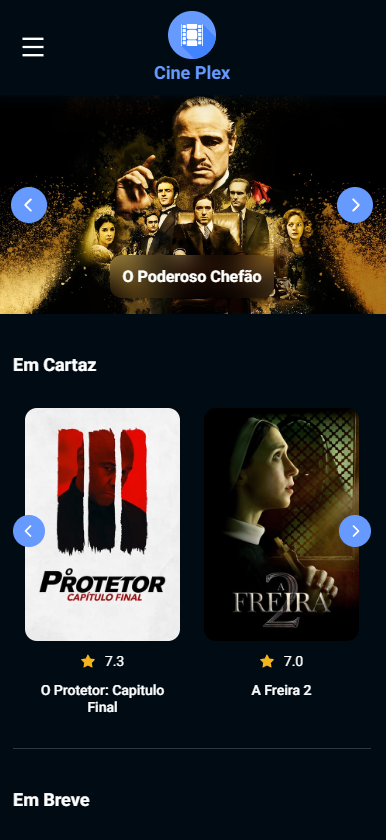 Cine Plex
O Poderoso Chefão
Em Cartaz
O PROTETOR
CAPÍTULO FINAL
A
FREIRA
2
7.3
7.0
O Protetor: Capitulo
Final
A Freira 2
Em Breve